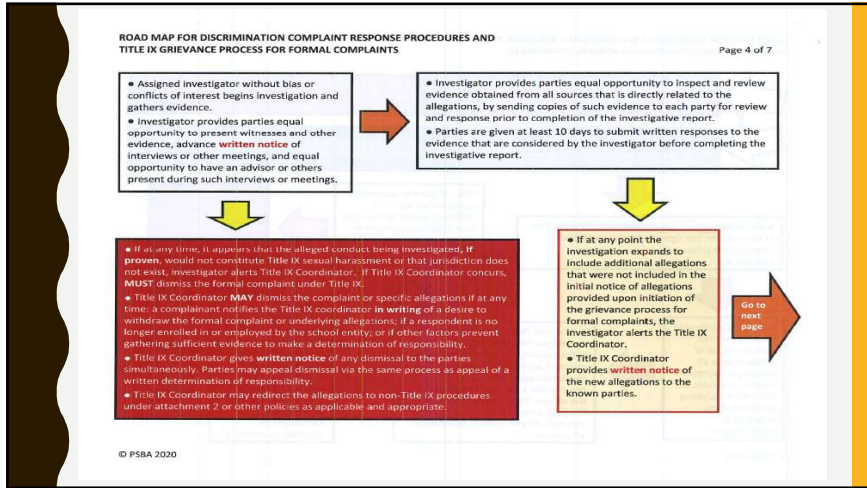 ROAD MAP FOR DISCRIMINATION COMPLAINT RESPONSE PROCEDURES AND
TITLE IX GRIEVANCE PROCESS FOR FORMAL COMPLAINTS
Page 4 of 7
• Assigned investigator without bias or
conflicts of interest begins investigation and
gathers evidence.
• Investigator provides parties equal
opportunity to present witnesses and other
evidence, advance written notice of
interviews or other meetings, and equal
opportunity to have an advisor or others
present during such interviews or meetings.
• Investigator provides parties equal opportunity to inspect and review
evidence obtained from all sources that is directly related to the
allegations, by sending copies of such evidence to each party for review
and response prior to completion of the investigative report.
• Parties are given at least 10 days to submit written responses to the
evidence that are considered by the investigator before completing the
investigative report.
• If at any time, it appears that the alleged conduct being investigated, if
proven, would not constitute Title IX sexual harassment or that jurisdiction does
not exist, investigator alerts Title IX Coordinator. If Title IX Coordinator concurs,
MUST dismiss the formal complaint under Title IX.
• Title IX Coordinator MAY dismiss the complaint or specific allegations if at any
time: a complainant notifies the Title IX coordinator in writing of a desire to
withdraw the formal complaint or underlying allegations; if a respondent is no
longer enrolled in or employed by the school entity; or if other factors prevent
gathering sufficient evidence to make a determination of responsibility.
• Title IX Coordinator gives written notice of any dismissal to the parties
simultaneously. Parties may appeal dismissal via the same process as appeal of a
written determination of responsibility.
• Title IX Coordinator may redirect the allegations to non-Title IX procedures
under attachment 2 or other policies as applicable and appropriate.
• If at any point the
investigation expands to
include additional allegations
that were not included in the
initial notice of allegations
provided upon initiation of
the grievance process for
formal complaints, the
investigator alerts the Title IX
Coordinator.
• Title IX Coordinator
provides written notice of
the new allegations to the
known parties.
Go to
next
page
© PSBA 2020